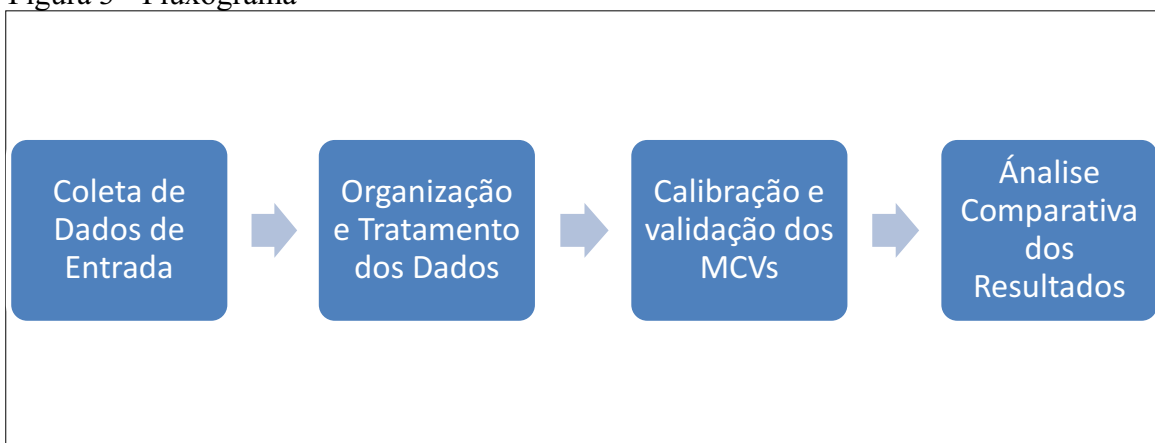 Coleta de
Dados de
Entrada
Organização
e Tratamento
dos Dados
Calibração e
validação dos
MCVs
Ánalise
Comparativa
dos
Resultados